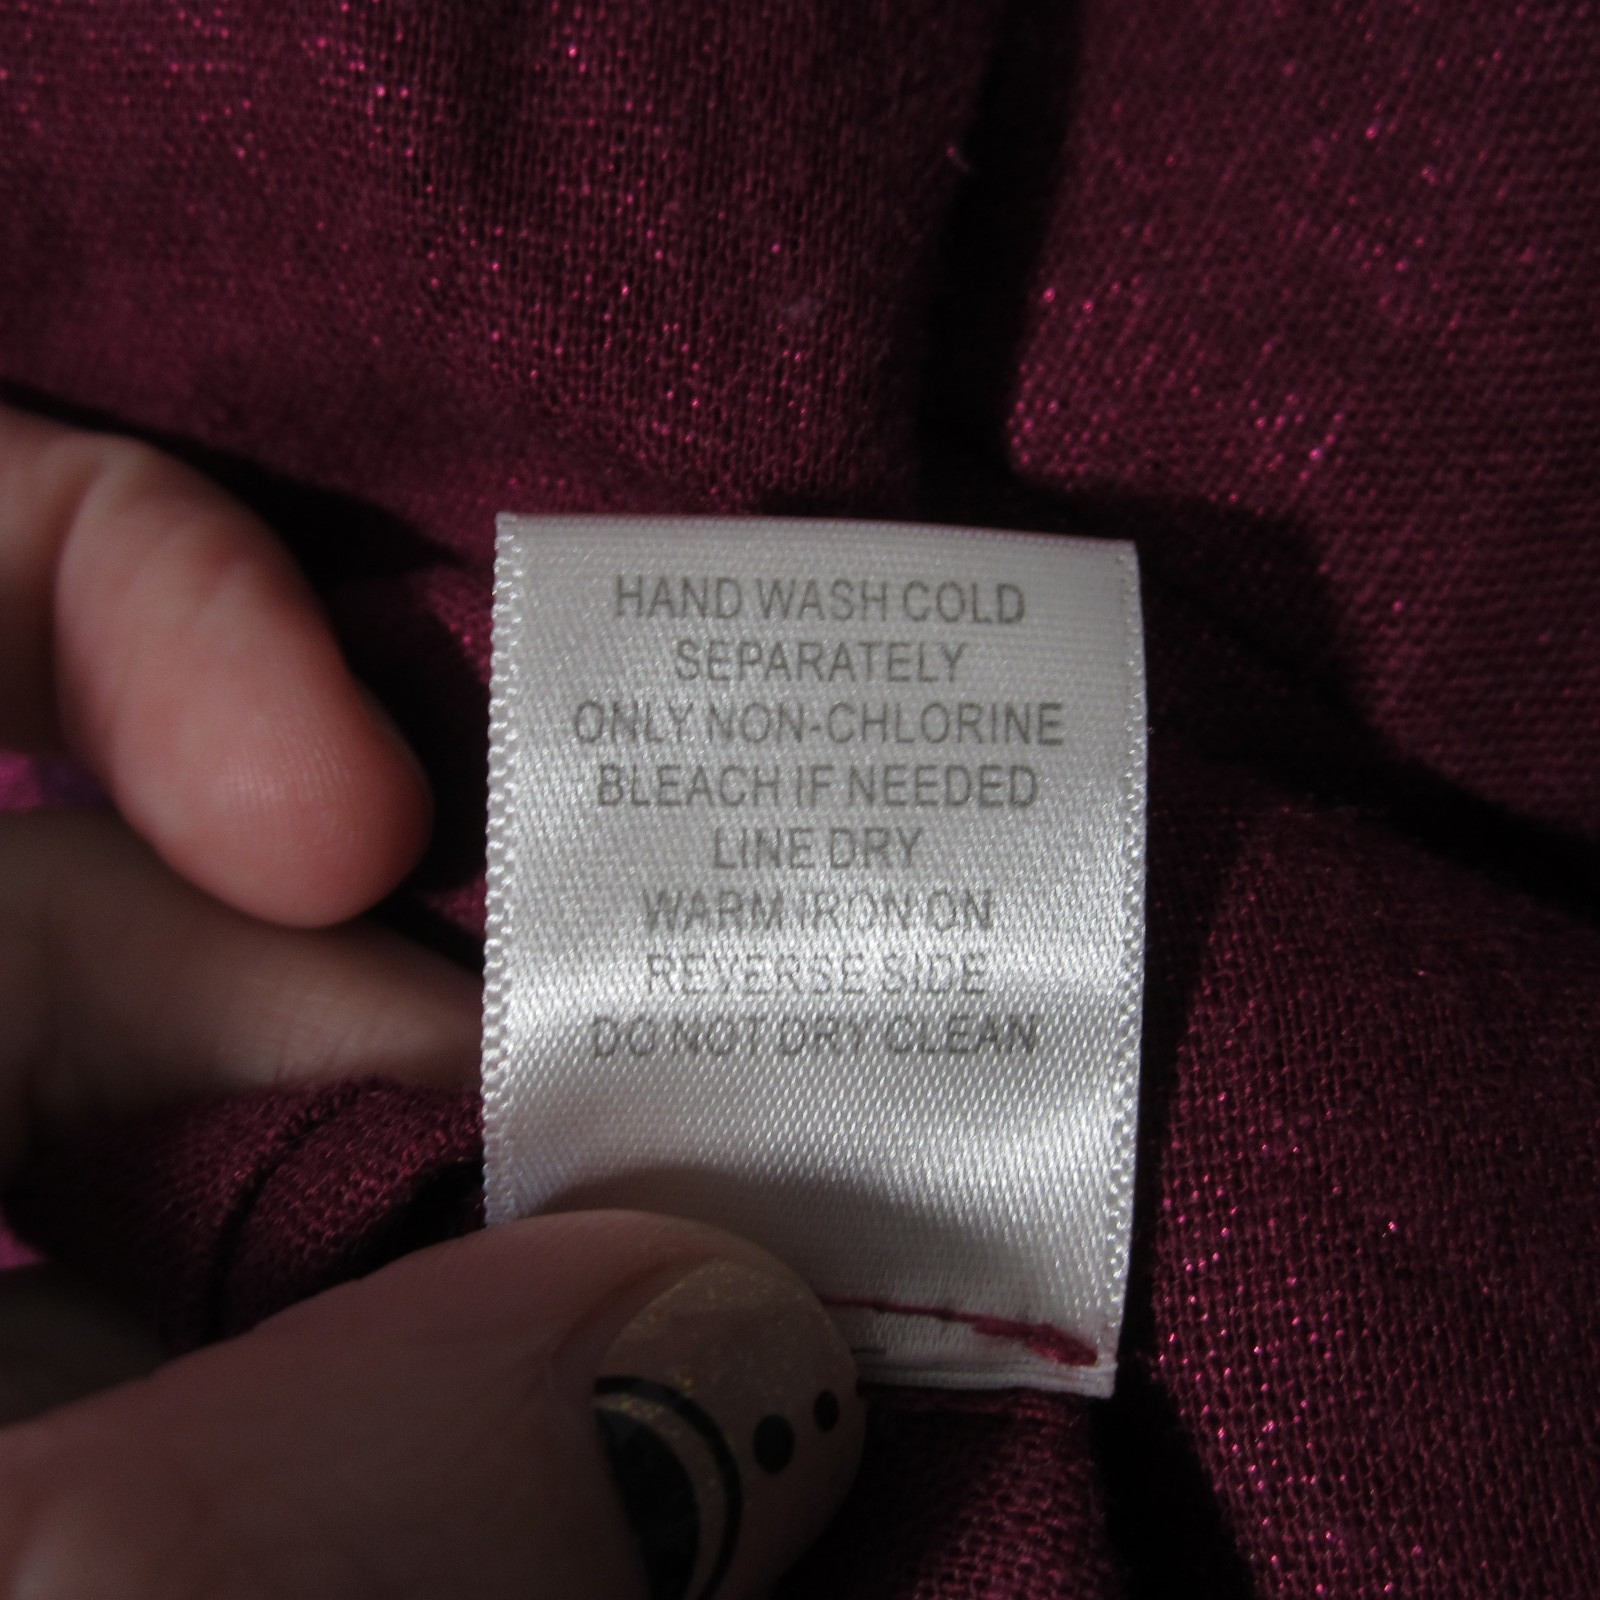 HAND WASH COLD
SEPARATELY
ONLY NON-CHLORINE
BLEACH IF NEEDED
LINE DRY
WARM IRON ON
REVERSE SIDE
DO NOT DRY CLEAN